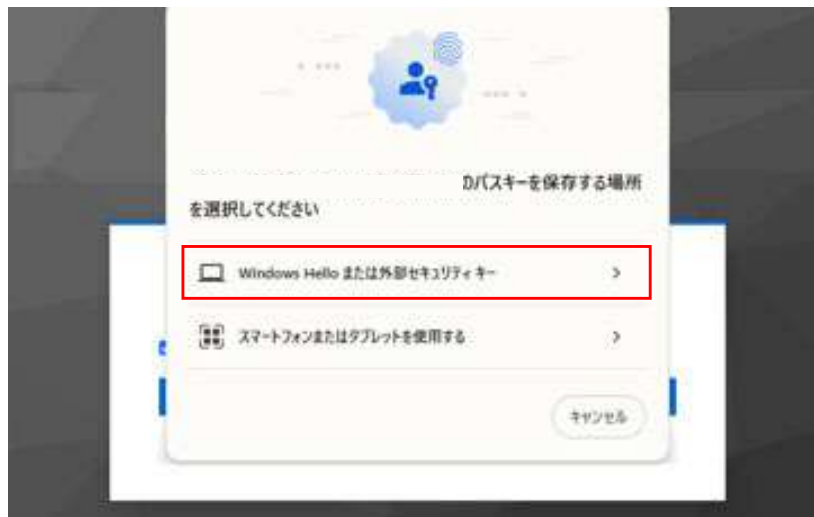 のパスキーを保存する場所
を選択してください
Windows Hello または外部セキュリティ キー
スマートフォンまたはタブレットを使用する
キャンセル